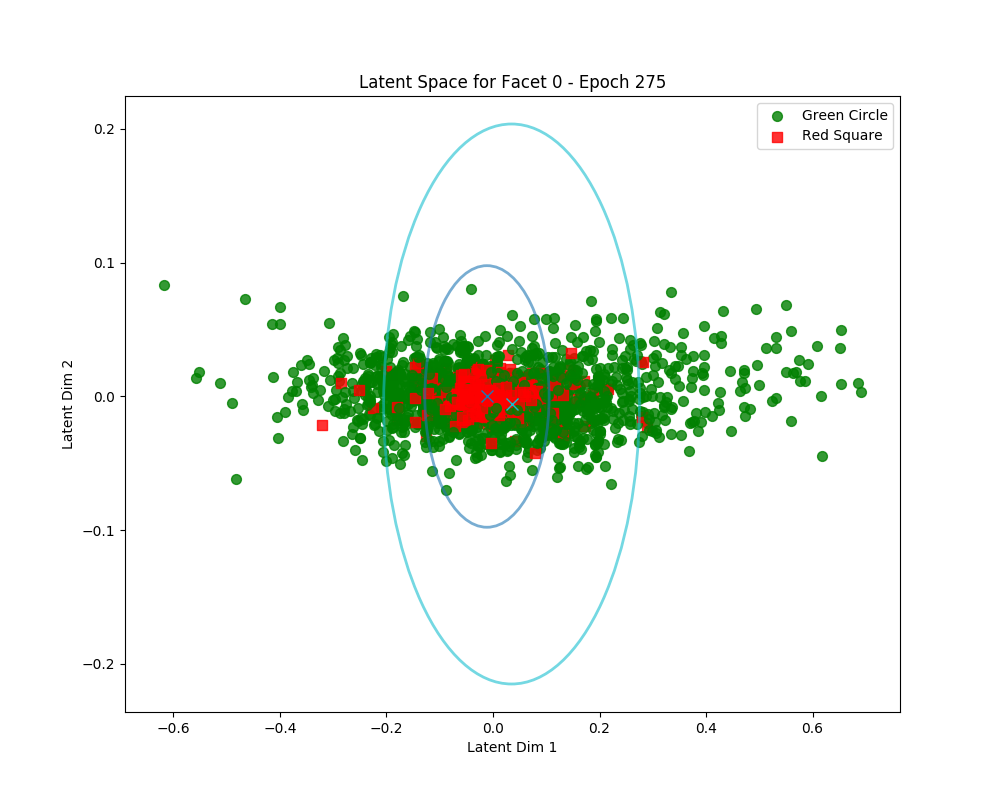 Latent Space for Facet 0 - Epoch 275
Green Circle
Red Square
0.2
0.1
0.0
−0.1
−0.2
Latent Dim 2
−0.6
−0.4
−0.2
0.0
0.2
0.4
0.6
Latent Dim 1